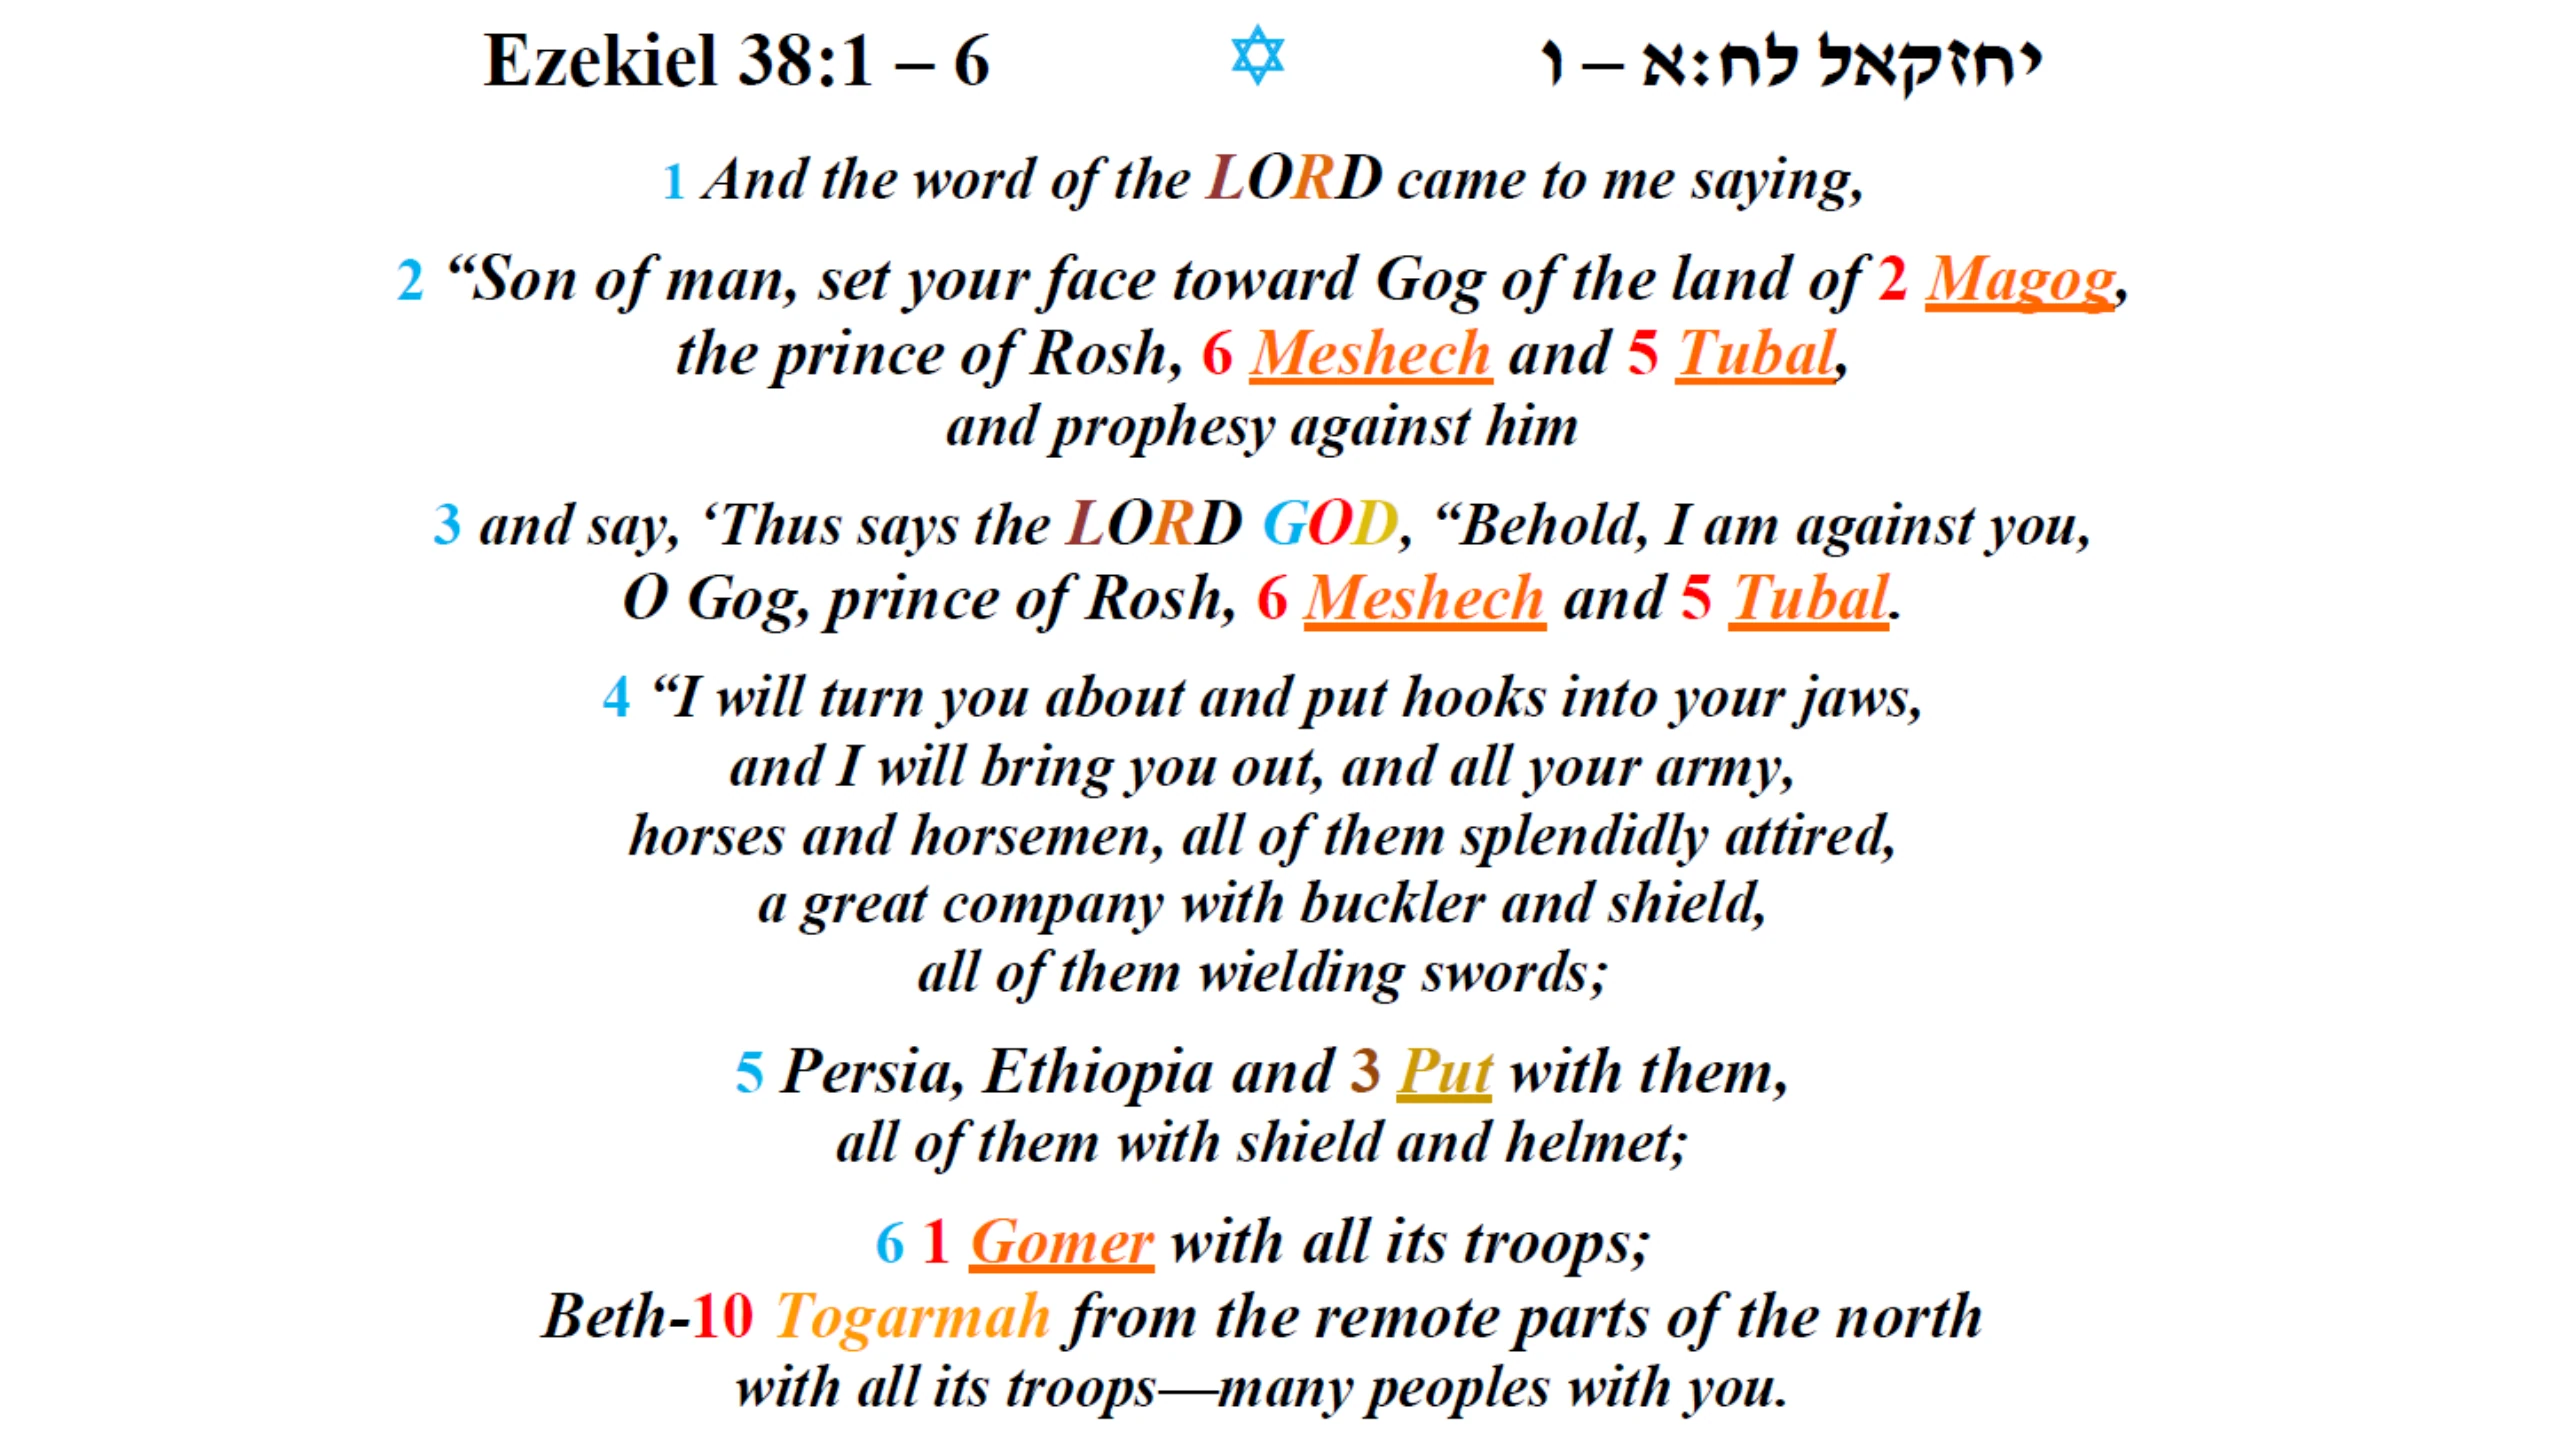 Ezekiel 38:1 – 6 ✡ יחזקאל לח:א – ו
1 And the word of the LORD came to me saying,
2 “Son of man, set your face toward Gog of the land of 2 Magog,
the prince of Rosh, 6 Meshech and 5 Tubal,
and prophesy against him
3 and say, ‘Thus says the LORD GOD, “Behold, I am against you,
O Gog, prince of Rosh, 6 Meshech and 5 Tubal.
4 “I will turn you about and put hooks into your jaws,
and I will bring you out, and all your army,
horses and horsemen, all of them splendidly attired,
a great company with buckler and shield,
all of them wielding swords;
5 Persia, Ethiopia and 3 Put with them,
all of them with shield and helmet;
6 1 Gomer with all its troops;
Beth-10 Togarmah from the remote parts of the north
with all its troops—many peoples with you.